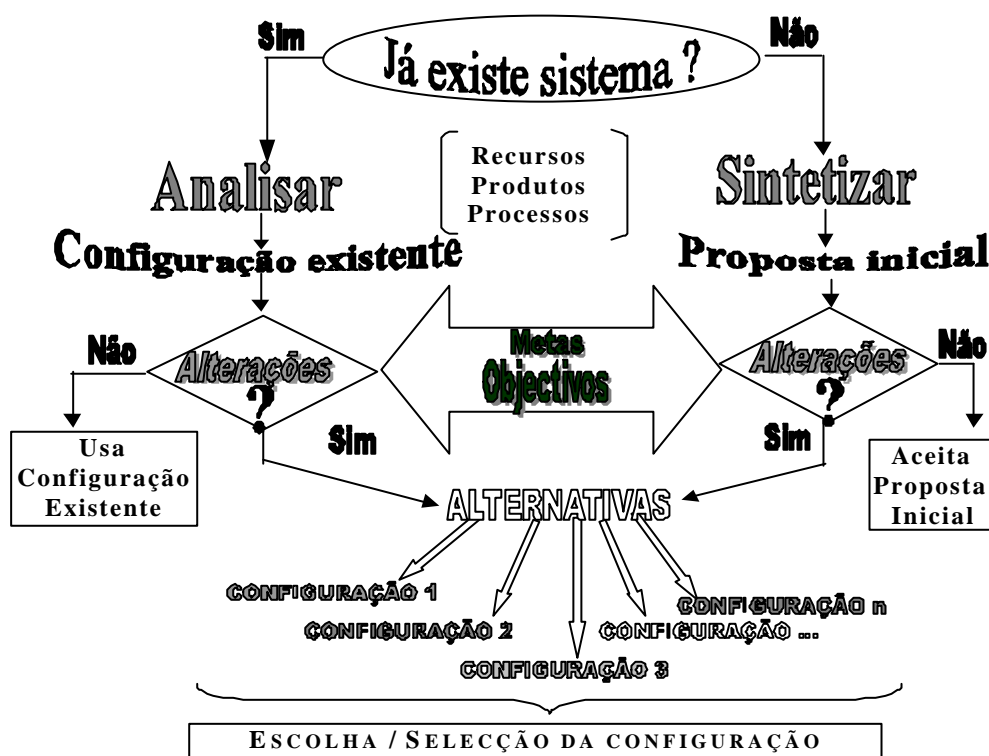 Já existe sistema ?
Sim
Não
Recursos
Produtos
Processos
Analisar
Sintetizar
Configuração existente
Proposta inicial
Metas
Objectivos
Alterações
?
Não
Sim
Alterações
?
Não
Sim
Usa
Configuração
Existente
Aceita
Proposta
Inicial
ALTERNATIVAS
CONFIGURAÇÃO 1
CONFIGURAÇÃO 2
CONFIGURAÇÃO 3
CONFIGURAÇÃO ...
CONFIGURAÇÃO n
ESCOLHA / SELECÇÃO DA CONFIGURAÇÃO